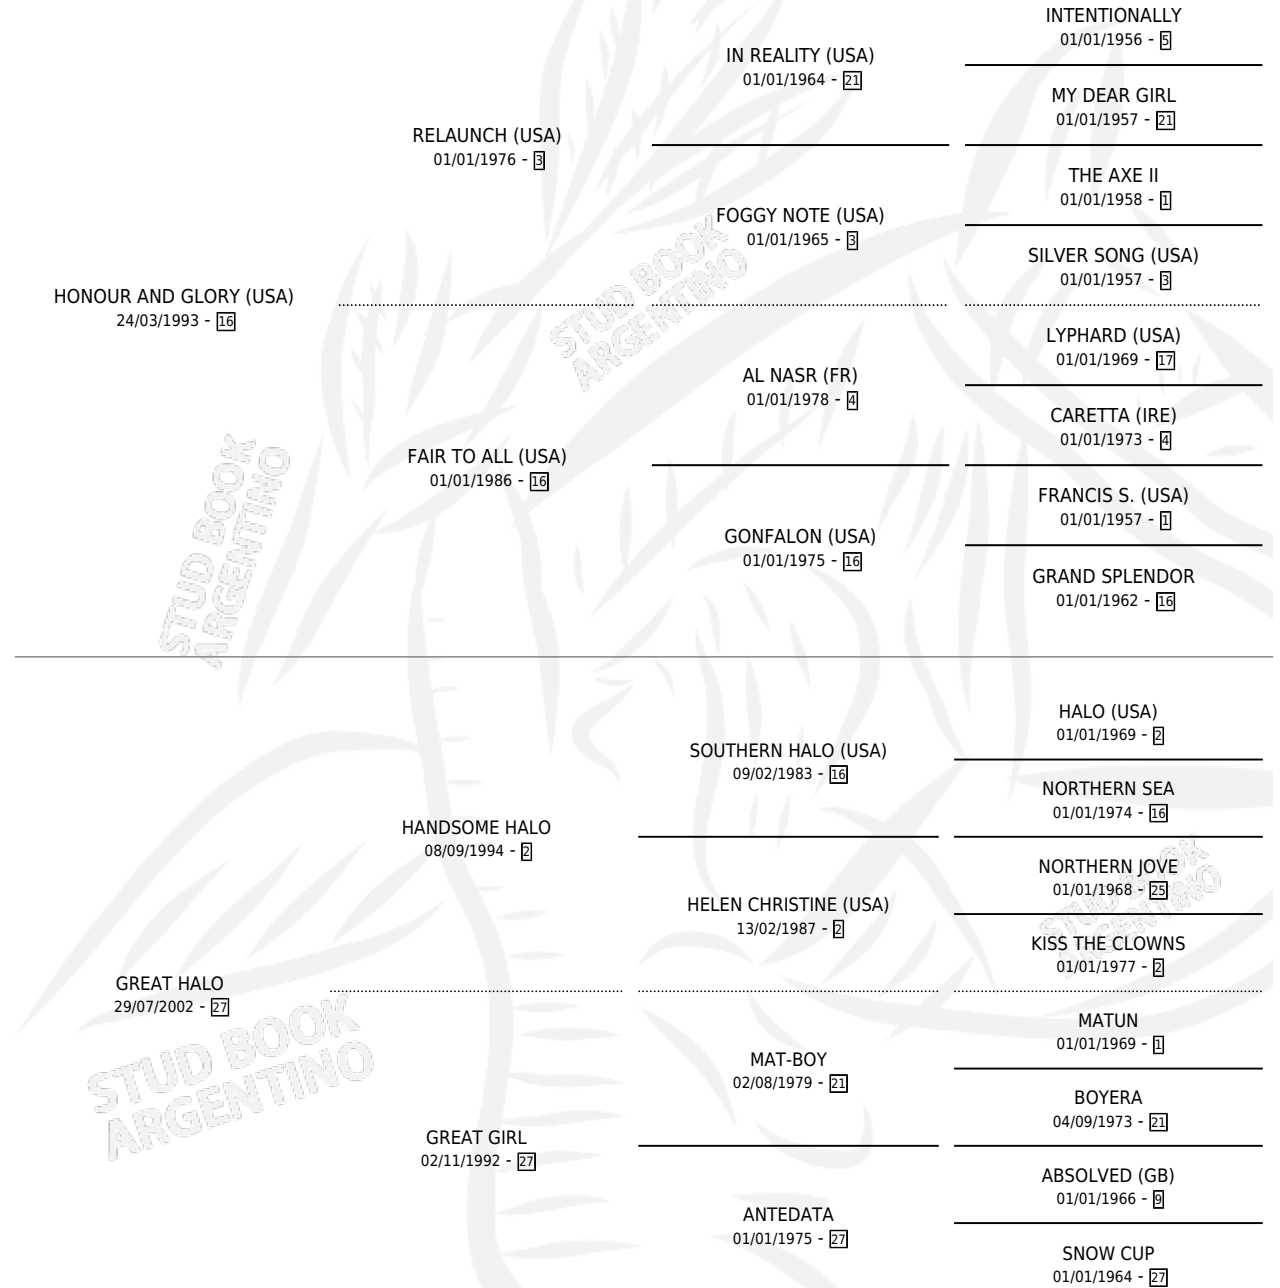 INTENTIONALLY
01/01/1956 - 5
IN REALITY (USA)
01/01/1964 - 21
MY DEAR GIRL
01/01/1957 - 21
RELAUNCH (USA)
01/01/1976 - 3
THE AXE II
01/01/1958 - 1
FOGGY NOTE (USA)
01/01/1965 - 3
SILVER SONG (USA)
01/01/1957 - 3
HONOUR AND GLORY (USA)
24/03/1993 - 16
LYPHARD (USA)
01/01/1969 - 17
AL NASR (FR)
01/01/1978 - 4
CARETTA (IRE)
01/01/1973 - 4
FAIR TO ALL (USA)
01/01/1986 - 16
FRANCIS S. (USA)
01/01/1957 - 1
GONFALON (USA)
01/01/1975 - 16
GRAND SPLENDOR
01/01/1962 - 16
HALO (USA)
01/01/1969 - 2
SOUTHERN HALO (USA)
09/02/1983 - 16
NORTHERN SEA
01/01/1974 - 16
HANDSOME HALO
08/09/1994 - 2
NORTHERN JOVE
01/01/1968 - 25
HELEN CHRISTINE (USA)
13/02/1987 - 2
KISS THE CLOWNS
01/01/1977 - 2
GREAT HALO
29/07/2002 - 27
MATUN
01/01/1969 - 1
MAT-BOY
02/08/1979 - 21
BOYERA
04/09/1973 - 21
GREAT GIRL
02/11/1992 - 27
ABSOLVED (GB)
01/01/1966 - 9
ANTEDATA
01/01/1975 - 27
SNOW CUP
01/01/1964 - 27
STUD BOOK
ARGENTINO
STUD BOOK
ARGENTINO
STUD BOOK
ARGENTINO
STUD BOOK
ARGENTINO